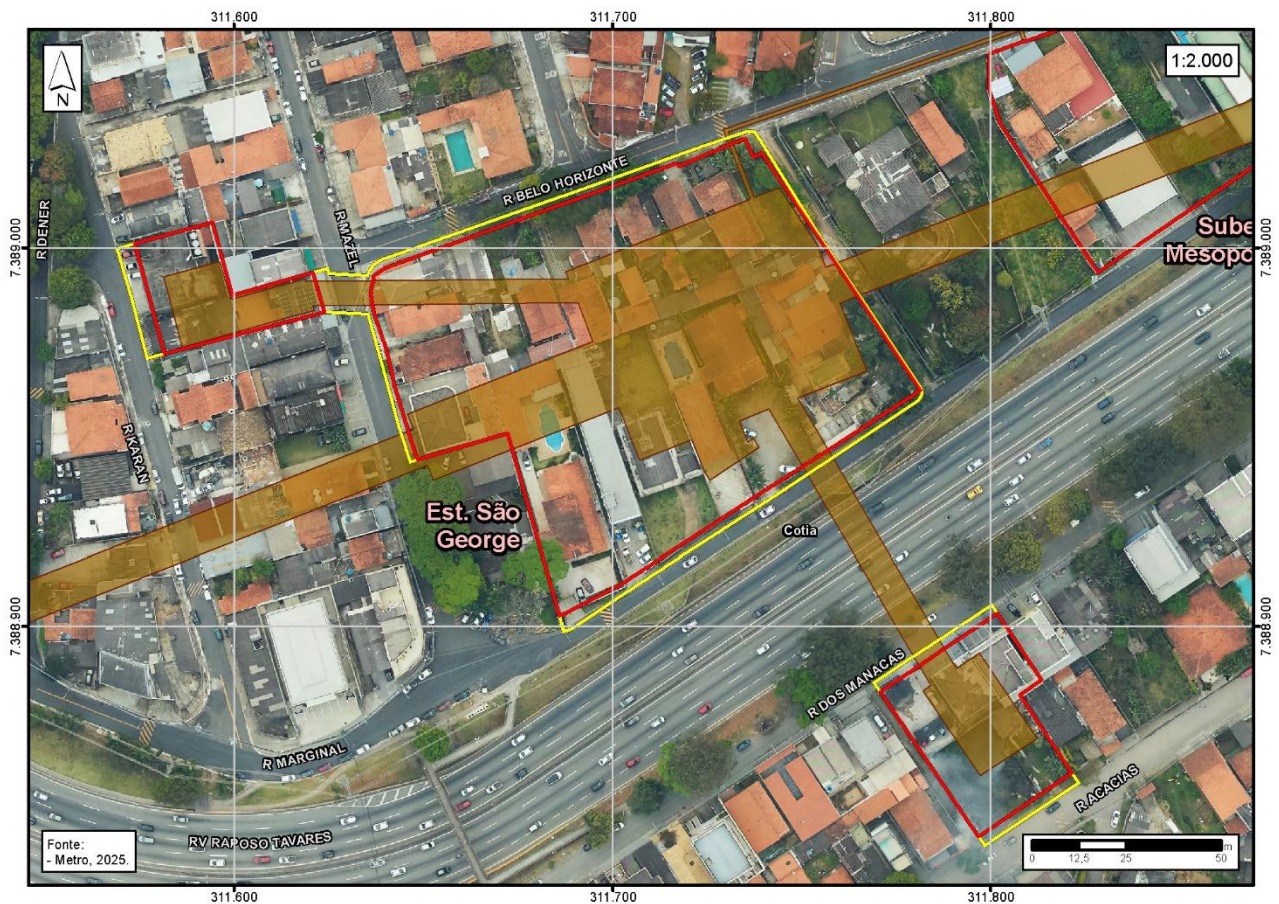 311.600
311.700
311.800
N
1:2.000
R BELO HORIZONTE
R DENER
R MAZEL
7.389.000
7.389.000
Sube
Mesopo
R KARAN
Est. São
George
Cotia
7.388.900
7.388.900
R DOS MANACAS
R MARGINAL
R ACACIAS
RV RAPOSO TAVARES
Fonte:
- Metro, 2025.
m
0 12,5 25 50
311.600
311.700
311.800